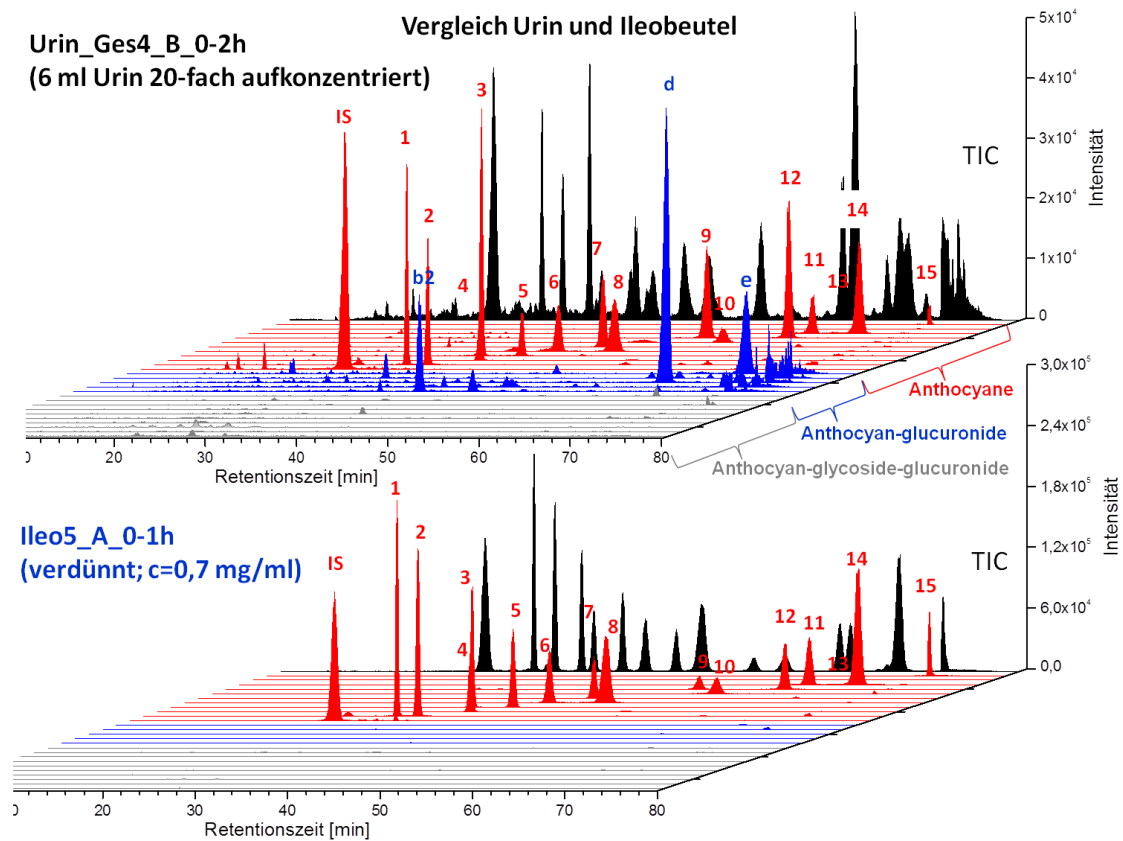 Vergleich Urin und Ileobeutel
Urin_Ges4_B_0-2h
(6 ml Urin 20-fach aufkonzentriert)
5x10⁴
4x10⁴
3x10⁴
2x10⁴
1x10⁴
0
Intensität
TIC
IS
1
2
3
4
b2
5
6
7
8
d
9
10
e
12
11
13
14
15
Anthocyane
Anthocyan-glucuronide
Anthocyan-glycoside-glucuronide
0
20
30
40
50
60
70
80
Retentionszeit [min]
Ileo5_A_0-1h
(verdünnt; c=0,7 mg/ml)
3,0x10⁵
2,4x10⁵
1,8x10⁵
1,2x10⁵
6,0x10⁴
0,0
Intensität
TIC
IS
1
2
3
4
5
6
7
8
9
10
12
11
13
14
15
0
20
30
40
50
60
70
80
Retentionszeit [min]